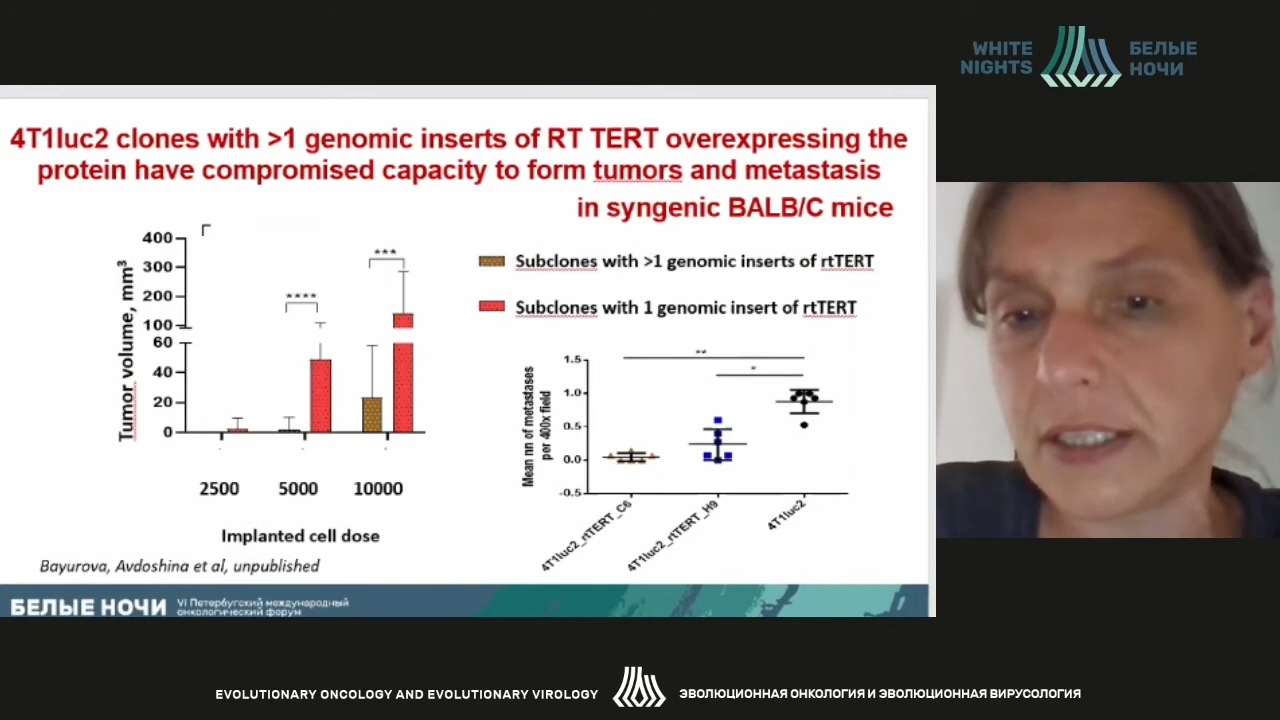 WHITE
NIGHTS
БЕЛЫЕ
НОЧИ
4T1luc2 clones with >1 genomic inserts of RT TERT overexpressing the
protein have compromised capacity to form tumors and metastasis
in syngenic BALB/C mice
Tumor volume, mm³
400
300
200
100
60
40
20
0
****
***
2500 5000 10000
Implanted cell dose
Subclones with >1 genomic inserts of rtTERT
Subclones with 1 genomic insert of rtTERT
Mean nn of metastases
per 400x field
1.5
1.0
0.5
0.0
-0.5
**
*
4T1luc2_rtTERT_C6
4T1luc2_rtTERT_H9
4T1luc2
Bayurova, Avdoshina et al, unpublished
БЕЛЫЕ НОЧИ
VI Петербургский международный
онкологический форум
EVOLUTIONARY ONCOLOGY AND EVOLUTIONARY VIROLOGY
ЭВОЛЮЦИОННАЯ ОНКОЛОГИЯ И ЭВОЛЮЦИОННАЯ ВИРУСОЛОГИЯ